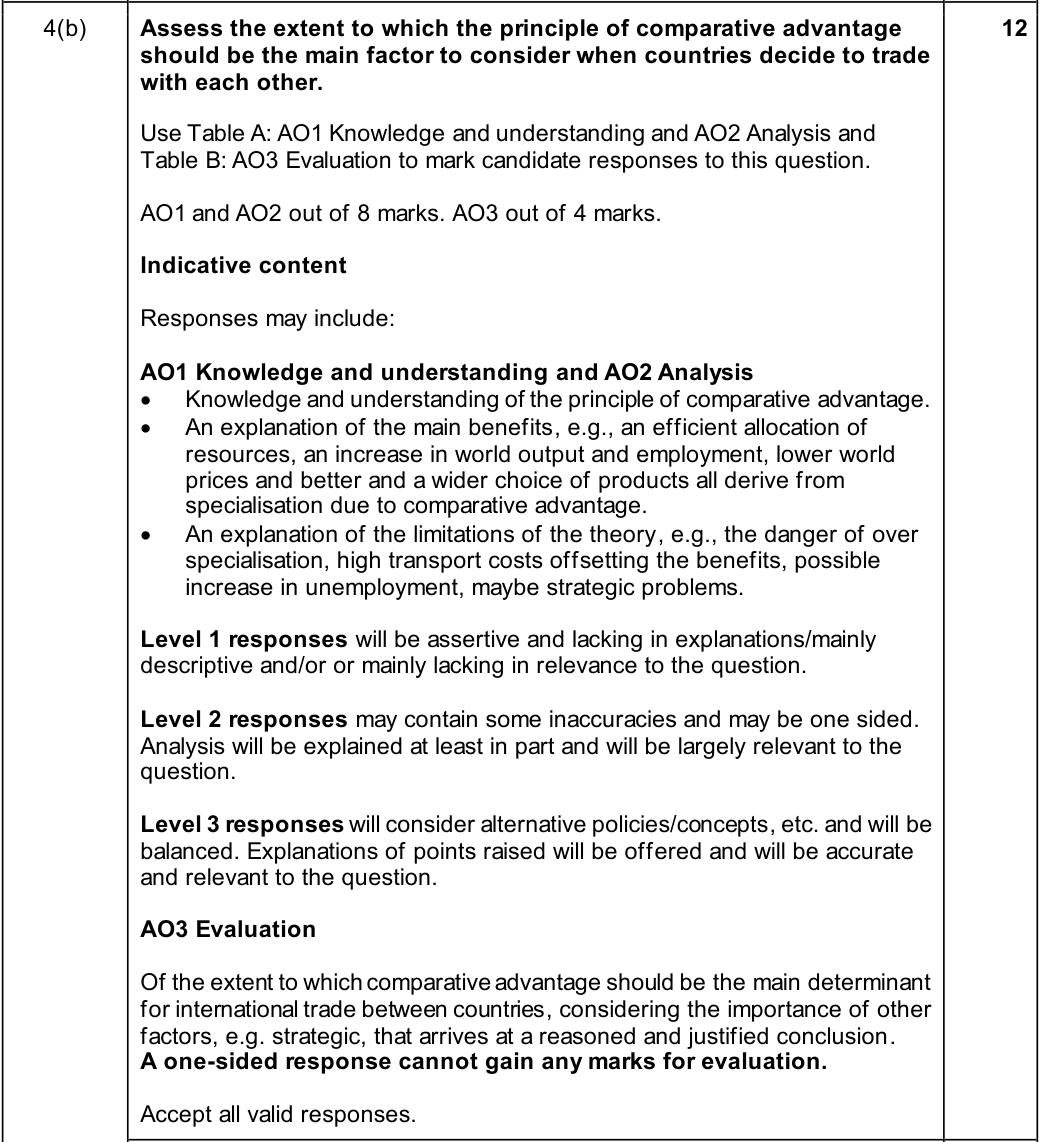 4(b) Assess the extent to which the principle of comparative advantage 12
should be the main factor to consider when countries decide to trade
with each other.
Use Table A: AO1 Knowledge and understanding and AO2 Analysis and
Table B: AO3 Evaluation to mark candidate responses to this question.
AO1 and AO2 out of 8 marks. AO3 out of 4 marks.
Indicative content
Responses may include:
AO1 Knowledge and understanding and AO2 Analysis
• Knowledge and understanding of the principle of comparative advantage.
• An explanation of the main benefits, e.g., an efficient allocation of
resources, an increase in world output and employment, lower world
prices and better and a wider choice of products all derive from
specialisation due to comparative advantage.
• An explanation of the limitations of the theory, e.g., the danger of over
specialisation, high transport costs offsetting the benefits, possible
increase in unemployment, maybe strategic problems.
Level 1 responses will be assertive and lacking in explanations/mainly
descriptive and/or or mainly lacking in relevance to the question.
Level 2 responses may contain some inaccuracies and may be one sided.
Analysis will be explained at least in part and will be largely relevant to the
question.
Level 3 responses will consider alternative policies/concepts, etc. and will be
balanced. Explanations of points raised will be offered and will be accurate
and relevant to the question.
AO3 Evaluation
Of the extent to which comparative advantage should be the main determinant
for international trade between countries, considering the importance of other
factors, e.g. strategic, that arrives at a reasoned and justified conclusion.
A one-sided response cannot gain any marks for evaluation.
Accept all valid responses.